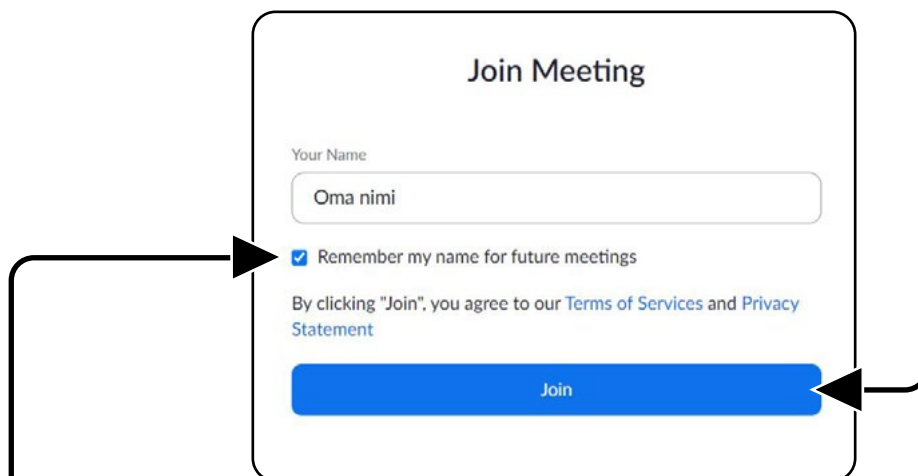 Join Meeting
Your Name
Oma nimi
Remember my name for future meetings
By clicking "Join", you agree to our Terms of Services and Privacy
Statement
Join